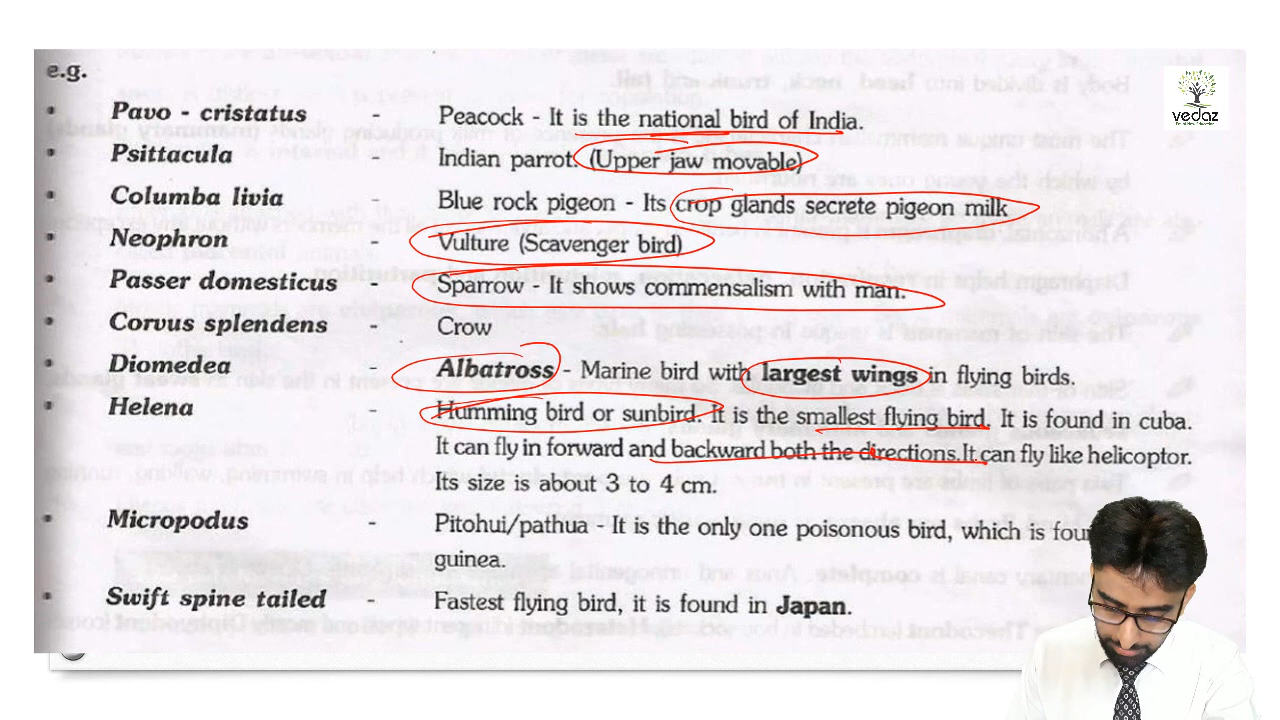 e.g.
• Pavo - cristatus - Peacock - It is the national bird of India.
• Psittacula - Indian parrot (Upper jaw movable)
• Columba livia - Blue rock pigeon - Its crop glands secrete pigeon milk
• Neophron - Vulture (Scavenger bird)
• Passer domesticus - Sparrow - It shows commensalism with man.
• Corvus splendens - Crow
• Diomedea - Albatross - Marine bird with largest wings in flying birds.
• Helena - Humming bird or sunbird. It is the smallest flying bird. It is found in cuba.
It can fly in forward and backward both the directions.It can fly like helicoptor.
Its size is about 3 to 4 cm.
• Micropodus - Pitohui/pathua - It is the only one poisonous bird, which is
guinea.
• Swift spine tailed - Fastest flying bird, it is found in Japan.
vedaz